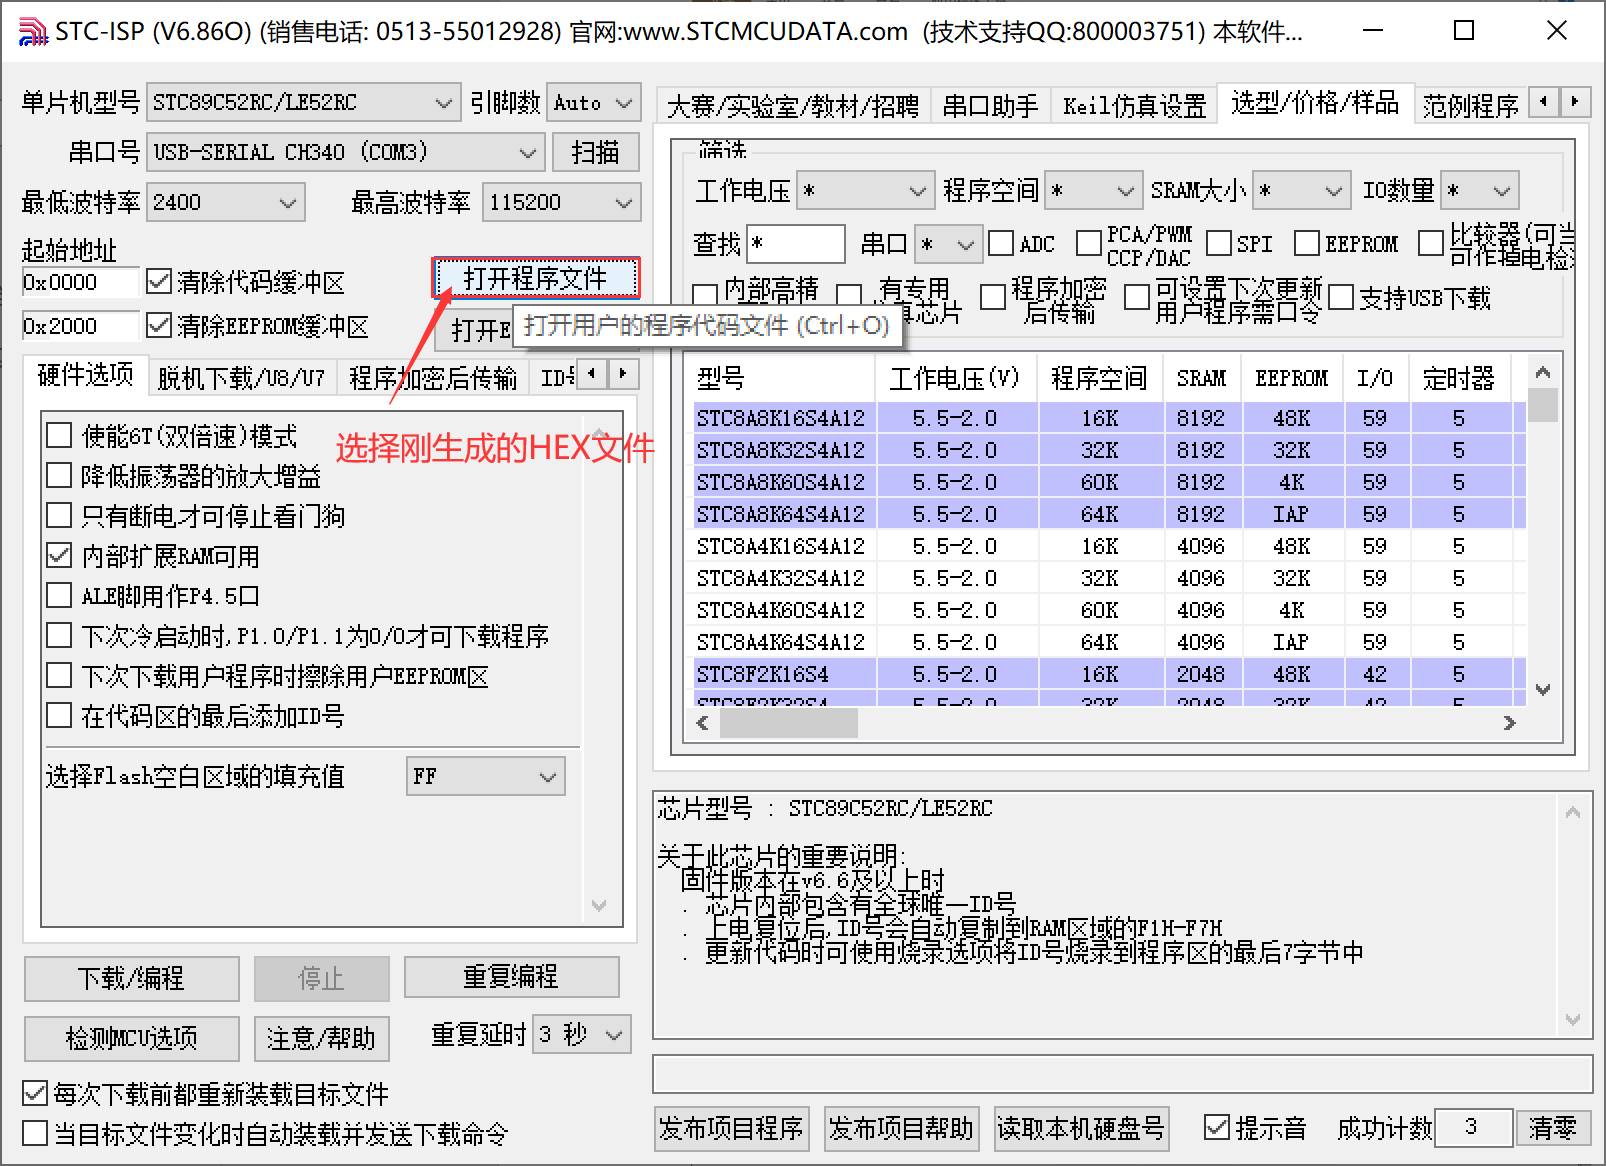 STC-ISP (V6.86O) (销售电话: 0513-55012928) 官网:www.STCMCUDATA.com  (技术支持QQ:800003751) 本软件...
单片机型号 STC89C52RC/LE52RC 引脚数 Auto
串口号 USB-SERIAL CH340 (COM3) 扫描
最低波特率 2400 最高波特率 115200
起始地址
0x0000 清除代码缓冲区 打开程序文件
0x2000 清除EEPROM缓冲区 打开E
打开用户的程序代码文件 (Ctrl+O)
硬件选项 脱机下载/U8/U7 程序加密后传输 ID号
选择刚生成的HEX文件
使能6T(双倍速)模式
降低振荡器的放大增益
只有断电才可停止看门狗
内部扩展RAM可用
ALE脚用作P4.5口
下次冷启动时,P1.0/P1.1为0/0才可下载程序
下次下载用户程序时擦除用户EEPROM区
在代码区的最后添加ID号
选择Flash空白区域的填充值 FF
下载/编程 停止 重复编程
检测MCU选项 注意/帮助 重复延时 3 秒
每次下载前都重新装载目标文件
当目标文件变化时自动装载并发送下载命令
大赛/实验室/教材/招聘 串口助手 Keil仿真设置 选型/价格/样品 范例程序
筛选
工作电压 * 程序空间 * SRAM大小 * IO数量 *
查找 * 串口 * ADC PCA/PWM CCP/DAC SPI EEPROM 比较器(可当 可作掉电检测
内部高精 有专用 真芯片 程序加密后传输 可设置下次更新用户程序需口令 支持USB下载
型号 工作电压(V) 程序空间 SRAM EEPROM I/O 定时器
STC8A8K16S4A12 5.5-2.0 16K 8192 48K 59 5
STC8A8K32S4A12 5.5-2.0 32K 8192 32K 59 5
STC8A8K60S4A12 5.5-2.0 60K 8192 4K 59 5
STC8A8K64S4A12 5.5-2.0 64K 8192 IAP 59 5
STC8A4K16S4A12 5.5-2.0 16K 4096 48K 59 5
STC8A4K32S4A12 5.5-2.0 32K 4096 32K 59 5
STC8A4K60S4A12 5.5-2.0 60K 4096 4K 59 5
STC8A4K64S4A12 5.5-2.0 64K 4096 IAP 59 5
STC8F2K16S4 5.5-2.0 16K 2048 48K 42 5
STC8F2K32S4 5.5-2.0 32K 2048 32K 42 5
芯片型号 : STC89C52RC/LE52RC
关于此芯片的重要说明:
固件版本在v6.6及以上时
. 芯片内部包含有全球唯一ID号
. 上电复位后,ID号会自动复制到RAM区域的F1H-F7H
. 更新代码时可使用烧录选项将ID号烧录到程序区的最后7字节中
发布项目程序 发布项目帮助 读取本机硬盘号 提示音 成功计数 3 清零